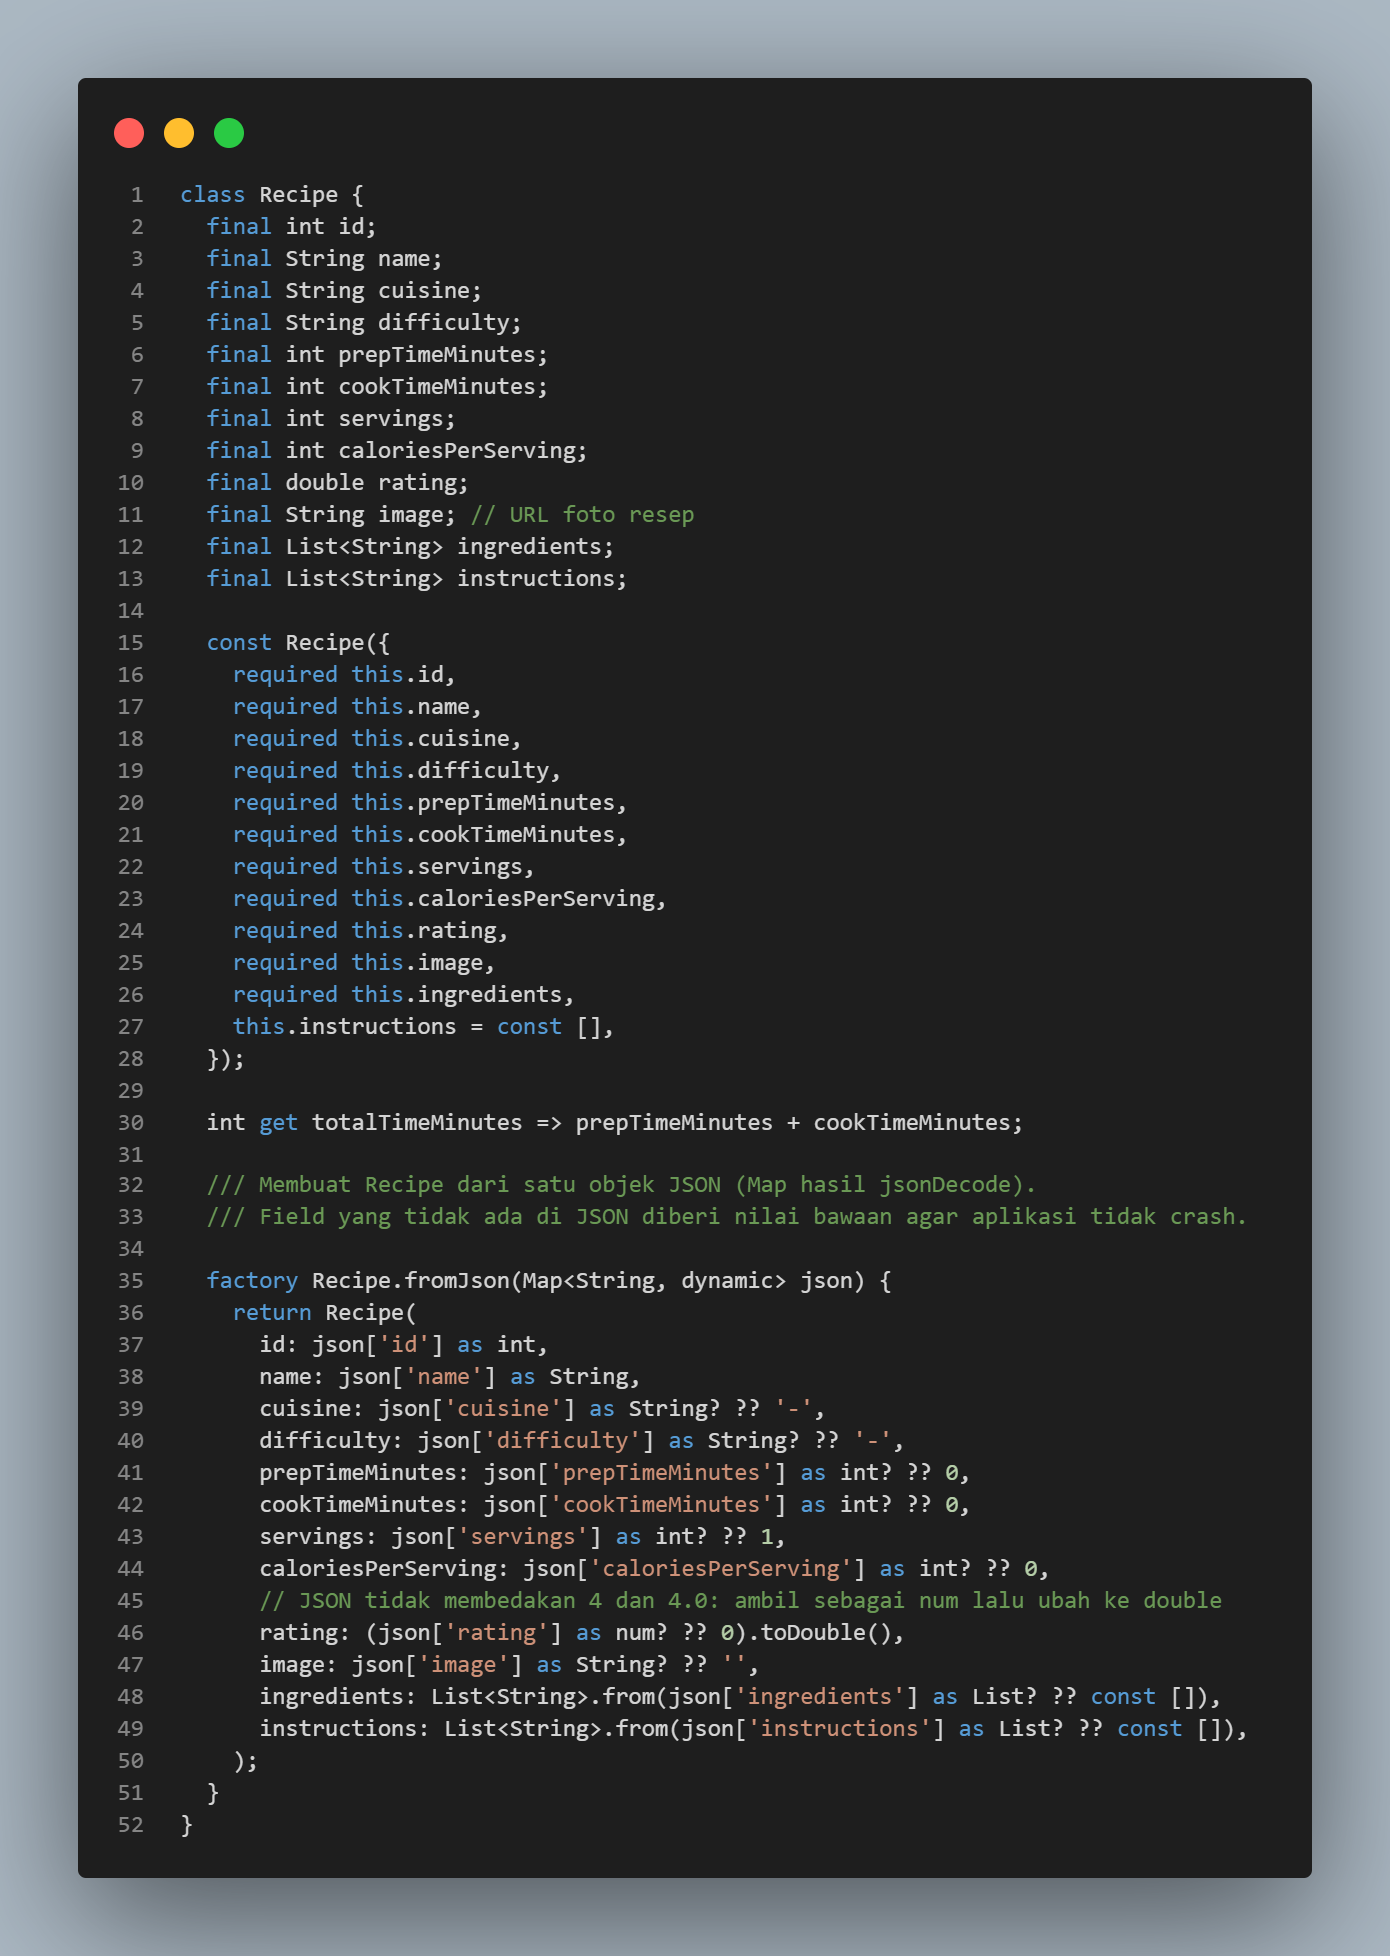 1 class Recipe {
2   final int id;
3   final String name;
4   final String cuisine;
5   final String difficulty;
6   final int prepTimeMinutes;
7   final int cookTimeMinutes;
8   final int servings;
9   final int caloriesPerServing;
10   final double rating;
11   final String image; // URL foto resep
12   final List<String> ingredients;
13   final List<String> instructions;
14
15   const Recipe({
16     required this.id,
17     required this.name,
18     required this.cuisine,
19     required this.difficulty,
20     required this.prepTimeMinutes,
21     required this.cookTimeMinutes,
22     required this.servings,
23     required this.caloriesPerServing,
24     required this.rating,
25     required this.image,
26     required this.ingredients,
27     this.instructions = const [],
28   });
29
30   int get totalTimeMinutes => prepTimeMinutes + cookTimeMinutes;
31
32   /// Membuat Recipe dari satu objek JSON (Map hasil jsonDecode).
33   /// Field yang tidak ada di JSON diberi nilai bawaan agar aplikasi tidak crash.
34
35   factory Recipe.fromJson(Map<String, dynamic> json) {
36     return Recipe(
37       id: json['id'] as int,
38       name: json['name'] as String,
39       cuisine: json['cuisine'] as String? ?? '-',
40       difficulty: json['difficulty'] as String? ?? '-',
41       prepTimeMinutes: json['prepTimeMinutes'] as int? ?? 0,
42       cookTimeMinutes: json['cookTimeMinutes'] as int? ?? 0,
43       servings: json['servings'] as int? ?? 1,
44       caloriesPerServing: json['caloriesPerServing'] as int? ?? 0,
45       // JSON tidak membedakan 4 dan 4.0: ambil sebagai num lalu ubah ke double
46       rating: (json['rating'] as num? ?? 0).toDouble(),
47       image: json['image'] as String? ?? '',
48       ingredients: List<String>.from(json['ingredients'] as List? ?? const []),
49       instructions: List<String>.from(json['instructions'] as List? ?? const []),
50     );
51   }
52 }